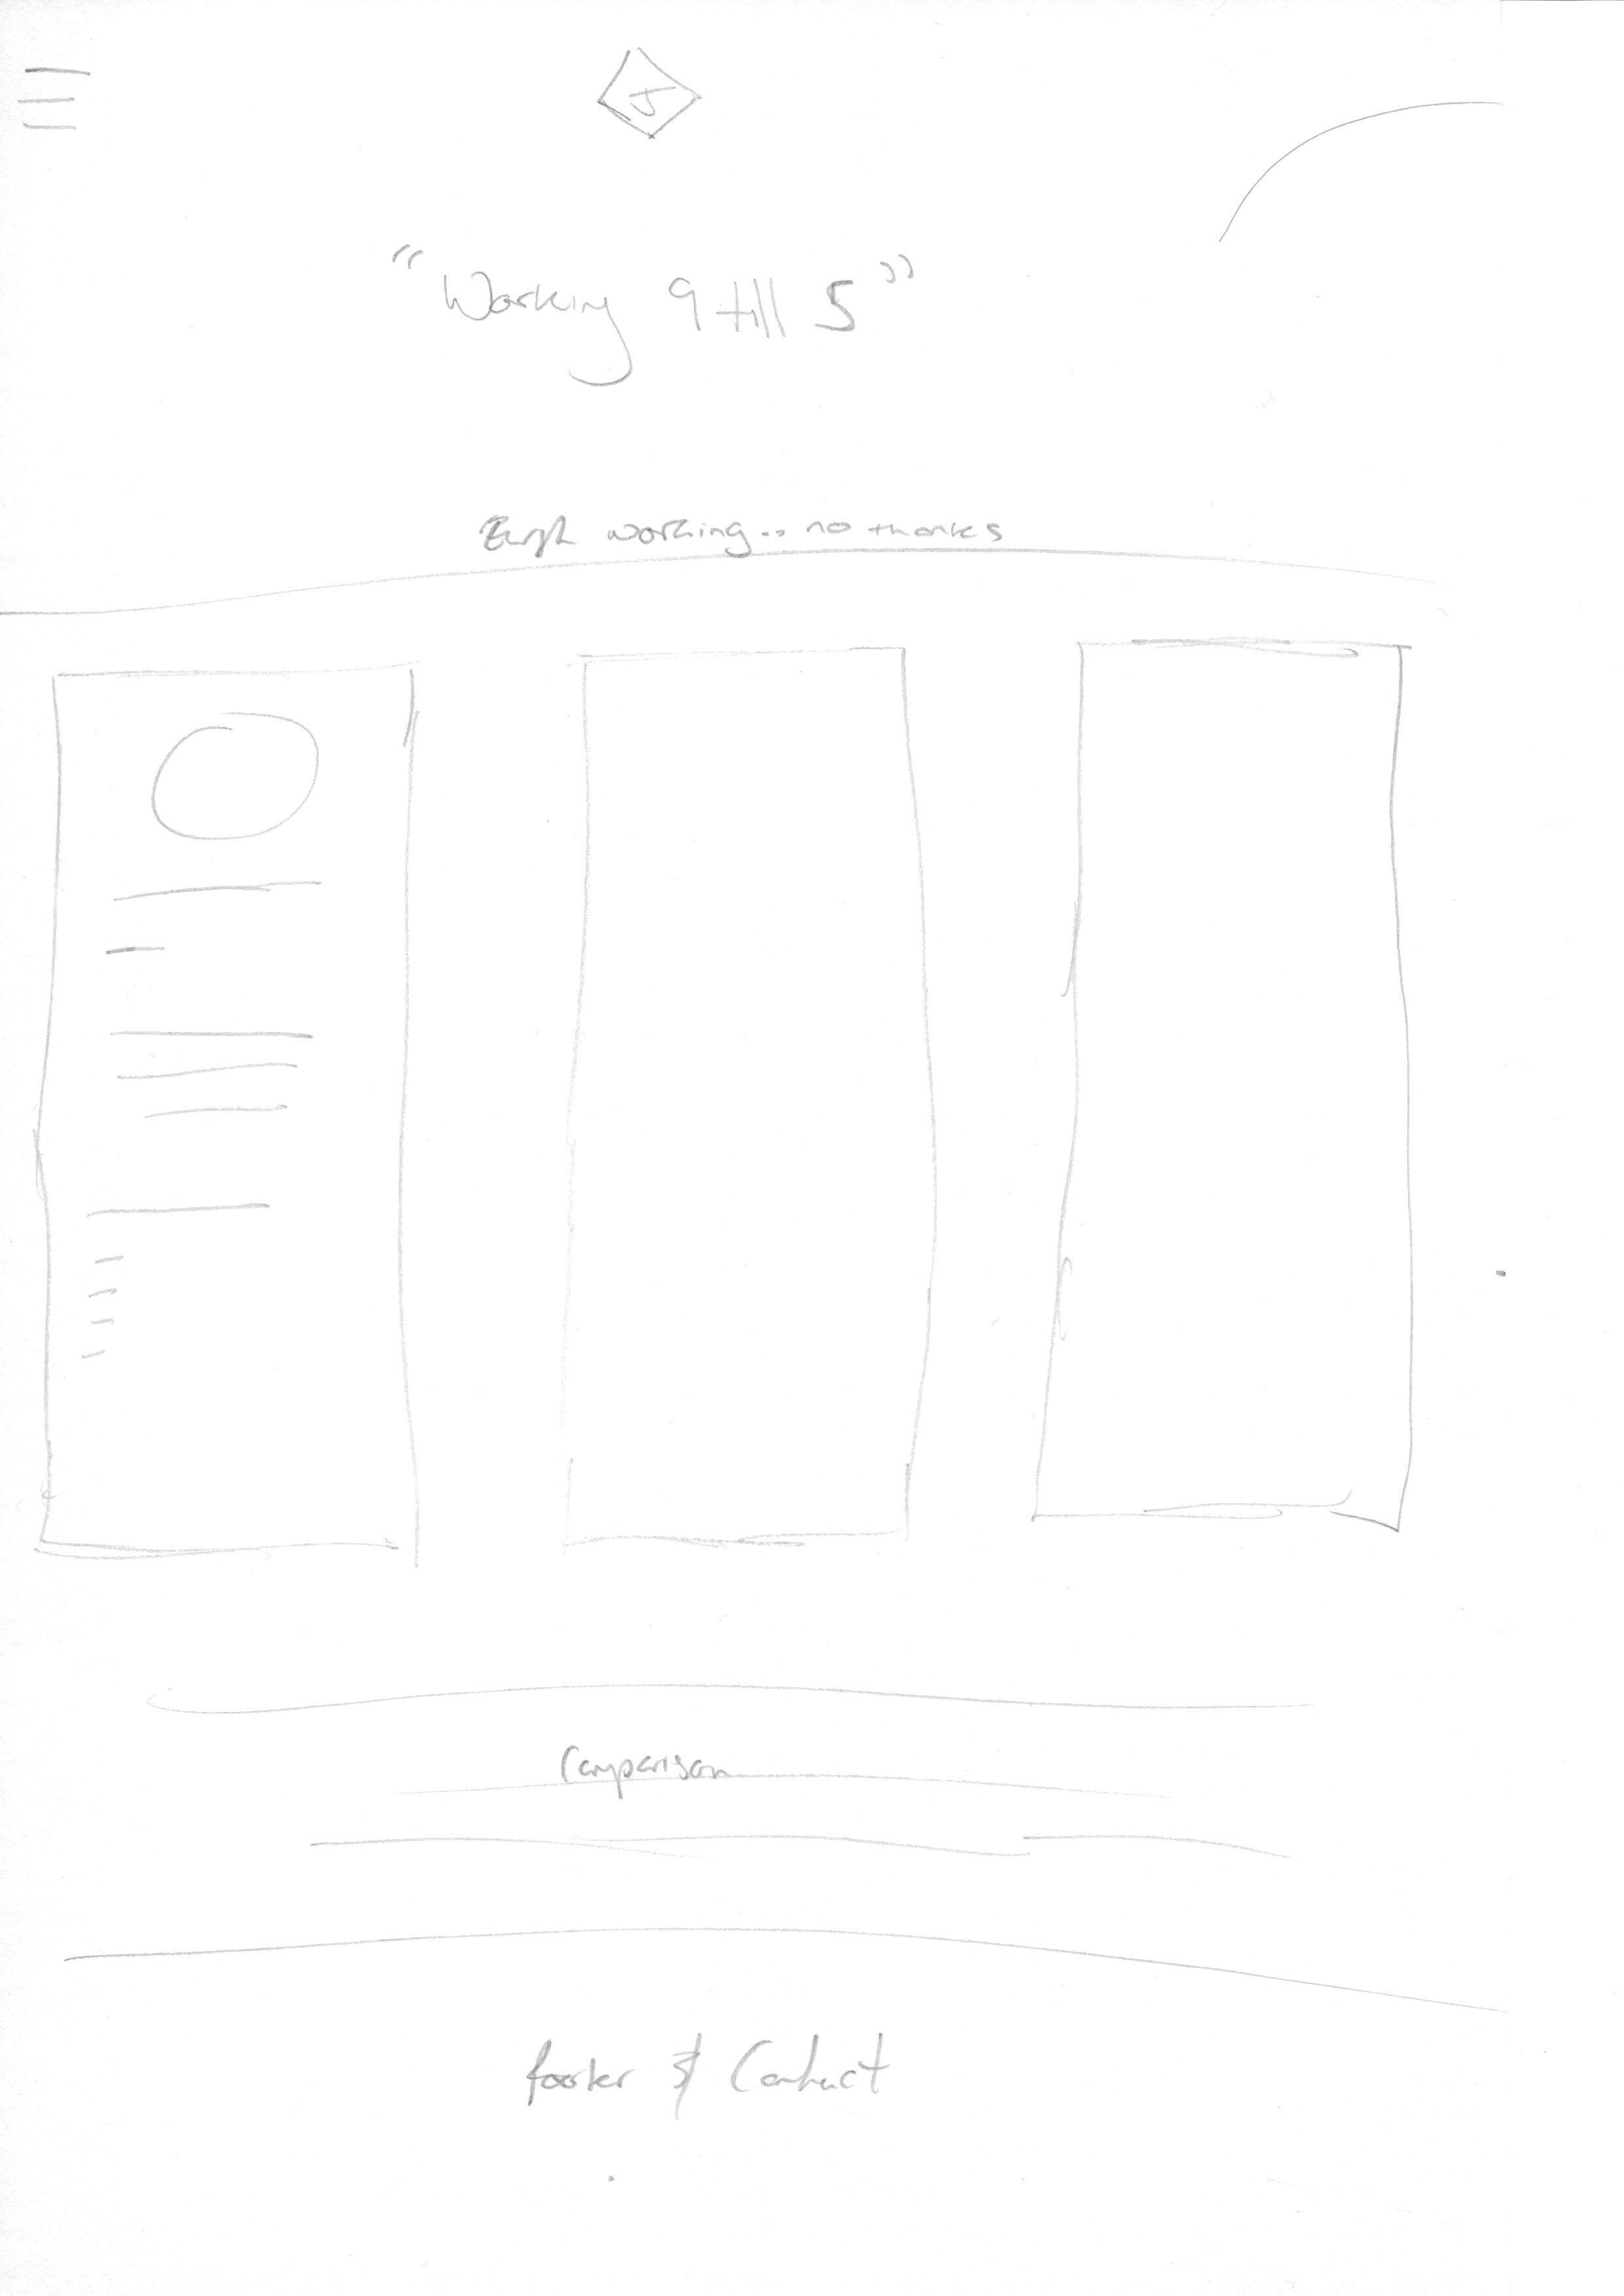 J
“Working 9 till 5”
working.. no thanks
Comparison
footer & Contact